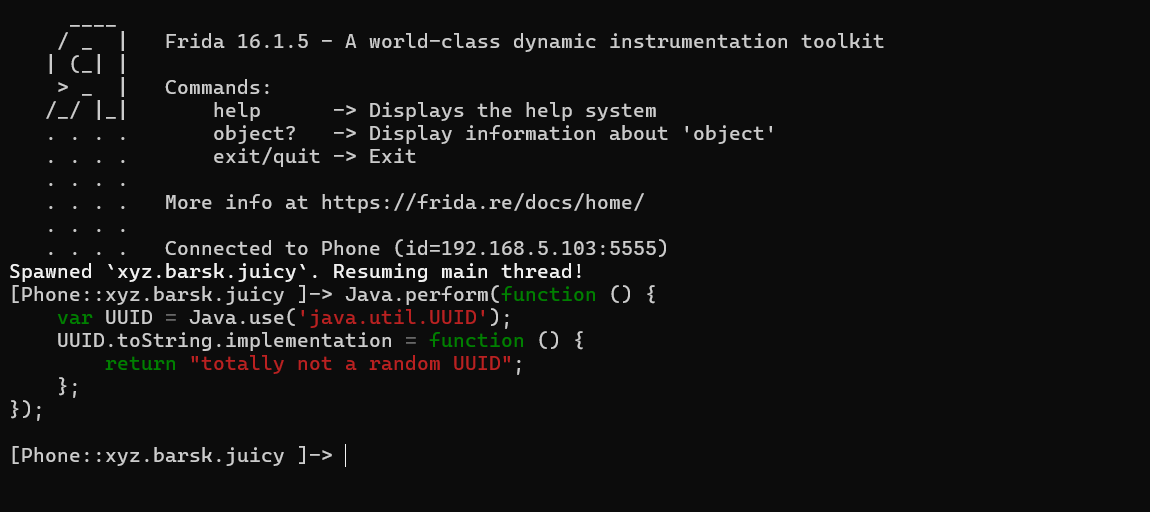 ____
    / _  |   Frida 16.1.5 - A world-class dynamic instrumentation toolkit
   | (_| |
    > _  |   Commands:
   /_/ |_|       help      -> Displays the help system
   . . . .       object?   -> Display information about 'object'
   . . . .       exit/quit -> Exit
   . . . .
   . . . .   More info at https://frida.re/docs/home/
   . . . .
   . . . .   Connected to Phone (id=192.168.5.103:5555)
Spawned `xyz.barsk.juicy`. Resuming main thread!
[Phone::xyz.barsk.juicy ]-> Java.perform(function () {
    var UUID = Java.use('java.util.UUID');
    UUID.toString.implementation = function () {
        return "totally not a random UUID";
    };
});
[Phone::xyz.barsk.juicy ]->